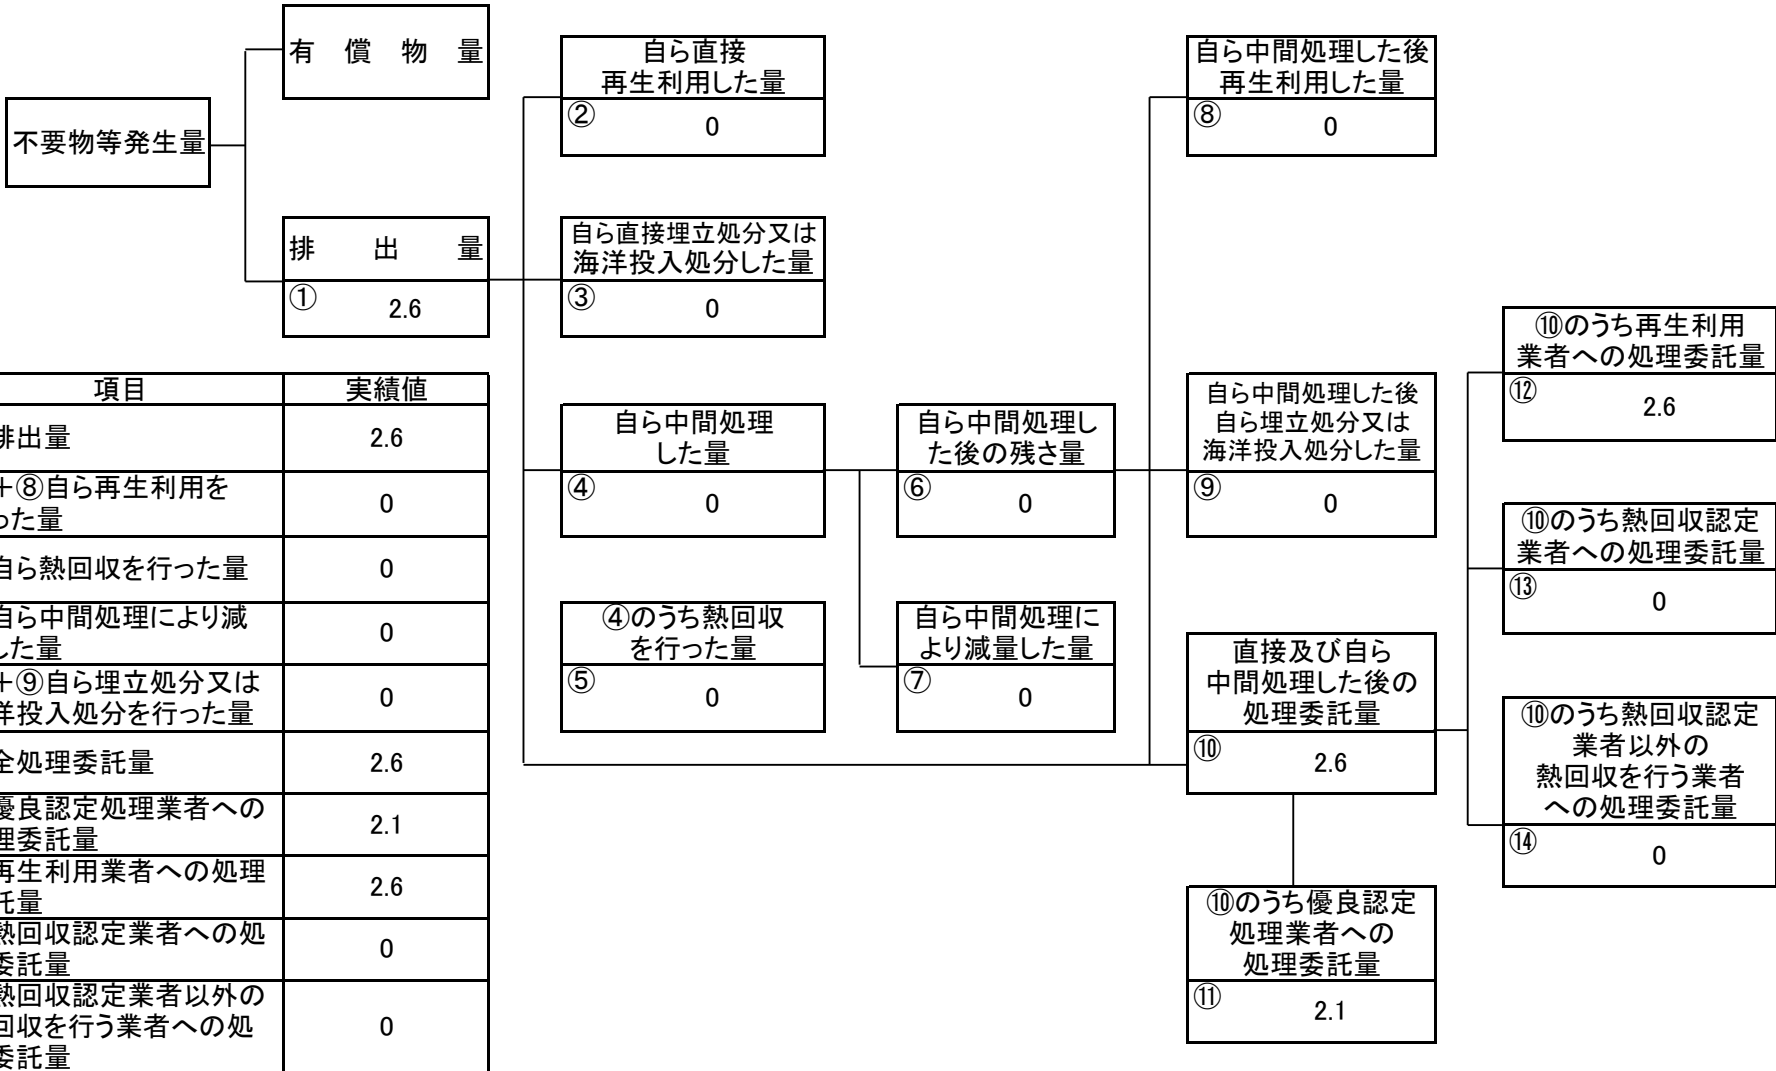 有償物量
不要物等発生量
排出量
① 2.6
自ら直接
再生利用した量
② 0
自ら直接埋立処分又は
海洋投入処分した量
③ 0
自ら中間処理
した量
④ 0
④のうち熱回収
を行った量
⑤ 0
自ら中間処理し
た後の残さ量
⑥ 0
自ら中間処理に
より減量した量
⑦ 0
自ら中間処理した後
再生利用した量
⑧ 0
自ら中間処理した後
自ら埋立処分又は
海洋投入処分した量
⑨ 0
直接及び自ら
中間処理した後の
処理委託量
⑩ 2.6
⑩のうち優良認定
処理業者への
処理委託量
⑪ 2.1
⑩のうち再生利用
業者への処理委託量
⑫ 2.6
⑩のうち熱回収認定
業者への処理委託量
⑬ 0
⑩のうち熱回収認定
業者以外の
熱回収を行う業者
への処理委託量
⑭ 0
項目 実績値
排出量 2.6
+⑧自ら再生利用を
った量 0
自ら熱回収を行った量 0
自ら中間処理により減
した量 0
+⑨自ら埋立処分又は
洋投入処分を行った量 0
全処理委託量 2.6
優良認定処理業者への
理委託量 2.1
再生利用業者への処理
託量 2.6
熱回収認定業者への処
委託量 0
熱回収認定業者以外の
回収を行う業者への処
委託量 0